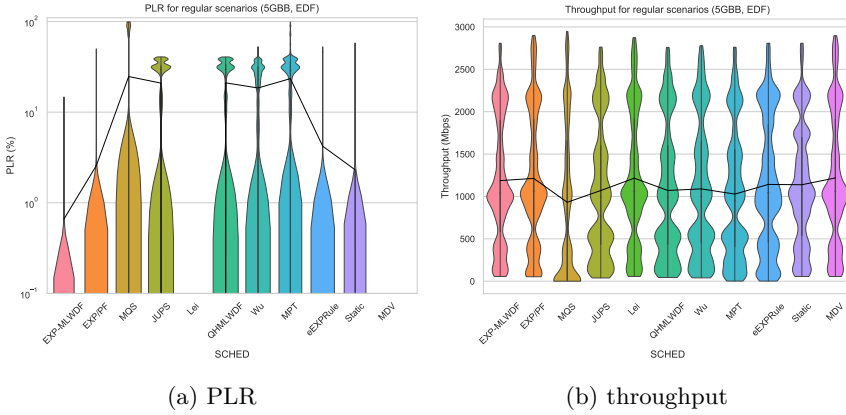 PLR for regular scenarios (5GBB, EDF)
10²
10¹
10⁰
10⁻¹
PLR (%)
EXP-MLWDF
EXP/PF
MQS
JUPS
Lei
QHMLWDF
Wu
MPT
eEXPRule
Static
MDV
SCHED
(a) PLR
Throughput for regular scenarios (5GBB, EDF)
3000
2500
2000
1500
1000
500
0
Throughput (Mbps)
EXP-MLWDF
EXP/PF
MQS
JUPS
Lei
QHMLWDF
Wu
MPT
eEXPRule
Static
MDV
SCHED
(b) throughput